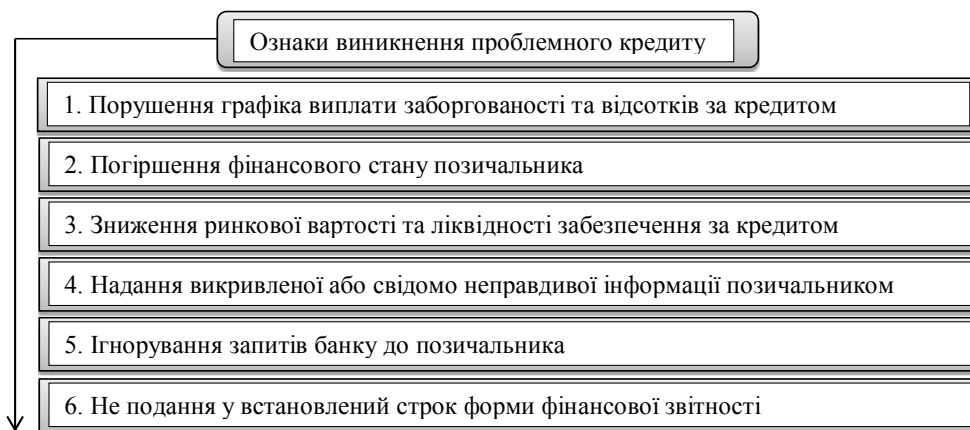 Ознаки виникнення проблемного кредиту
1. Порушення графіка виплати заборгованості та відсотків за кредитом
2. Погіршення фінансового стану позичальника
3. Зниження ринкової вартості та ліквідності забезпечення за кредитом
4. Надання викривленої або свідомо неправдивої інформації позичальником
5. Ігнорування запитів банку до позичальника
6. Не подання у встановлений строк форми фінансової звітності